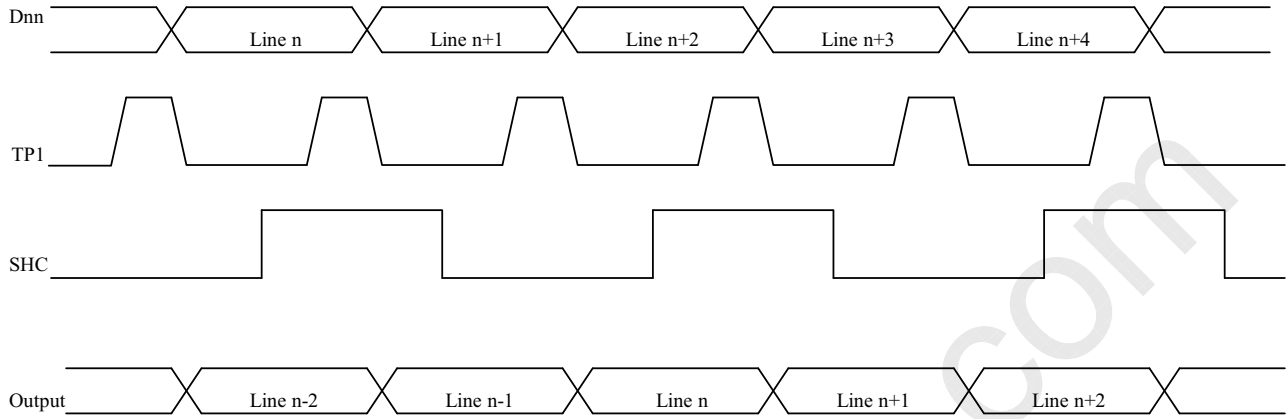 Dnn
Line n Line n+1 Line n+2 Line n+3 Line n+4
TP1
SHC
Output Line n-2 Line n-1 Line n Line n+1 Line n+2
com